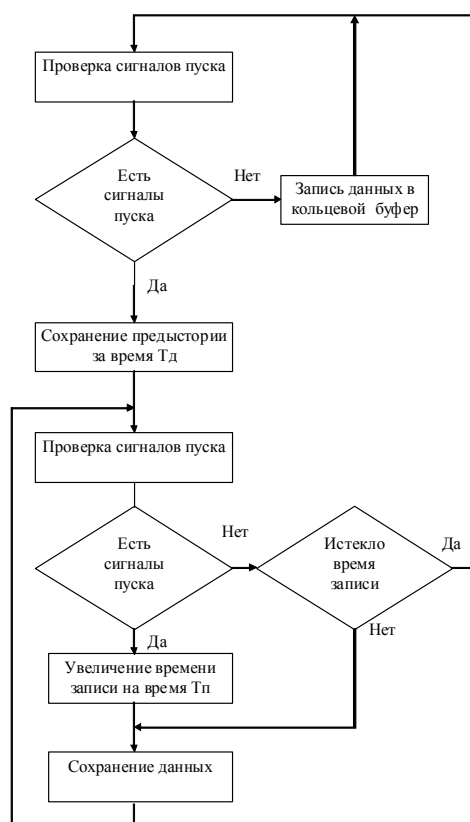 Проверка сигналов пуска
Есть
сигналы
пуска
Нет
Запись данных в
кольцевой буфер
Да
Сохранение предыстории
за время Тд
Проверка сигналов пуска
Есть
сигналы
пуска
Нет
Истекло
время
записи
Да
Нет
Да
Увеличение времени
записи на время Тп
Сохранение данных